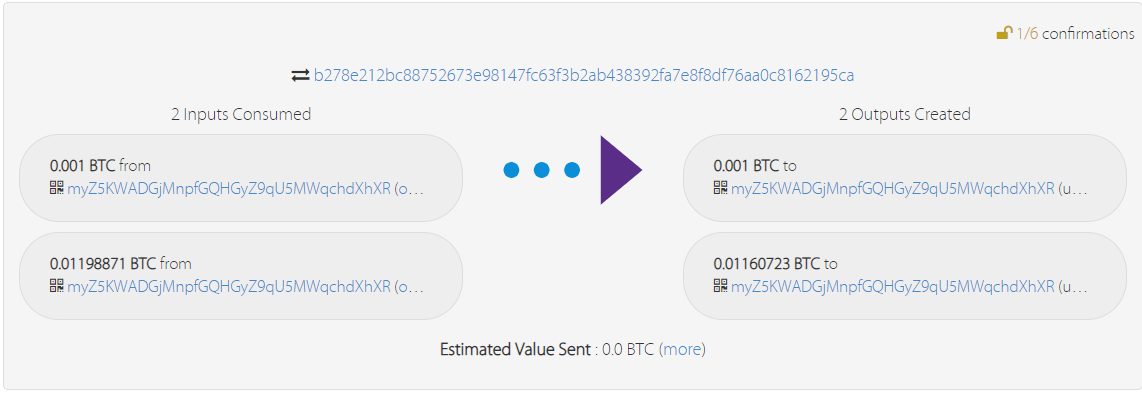 1/6 confirmations
b278e212bc88752673e98147fc63f3b2ab438392fa7e8f8df76aa0c8162195ca
2 Inputs Consumed
2 Outputs Created
0.001 BTC from
myZ5KWADGjMnpfGQHGyZ9qU5MWqchdXhXR (o…
0.01198871 BTC from
myZ5KWADGjMnpfGQHGyZ9qU5MWqchdXhXR (o…
0.001 BTC to
myZ5KWADGjMnpfGQHGyZ9qU5MWqchdXhXR (u…
0.01160723 BTC to
myZ5KWADGjMnpfGQHGyZ9qU5MWqchdXhXR (u…
Estimated Value Sent : 0.0 BTC (more)